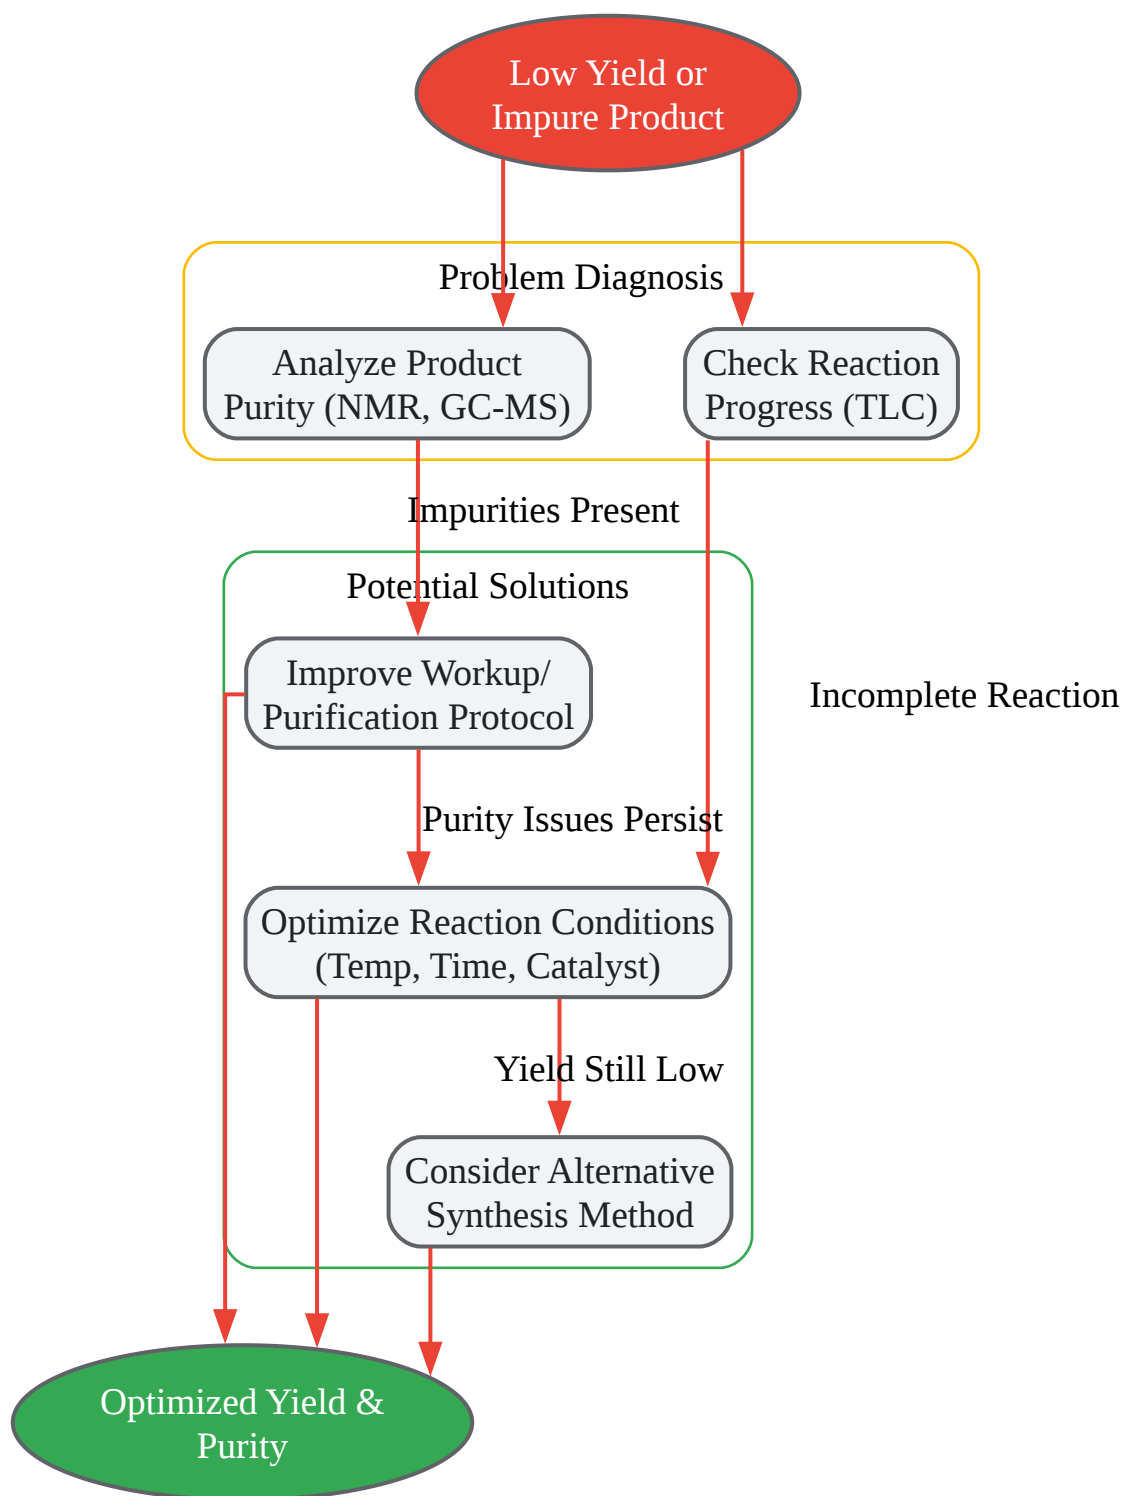 Low Yield or
Impure Product
Problem Diagnosis
Analyze Product
Purity (NMR, GC-MS)
Check Reaction
Progress (TLC)
Impurities Present
Potential Solutions
Improve Workup/
Purification Protocol
Incomplete Reaction
Purity Issues Persist
Optimize Reaction Conditions
(Temp, Time, Catalyst)
Yield Still Low
Consider Alternative
Synthesis Method
Optimized Yield &
Purity